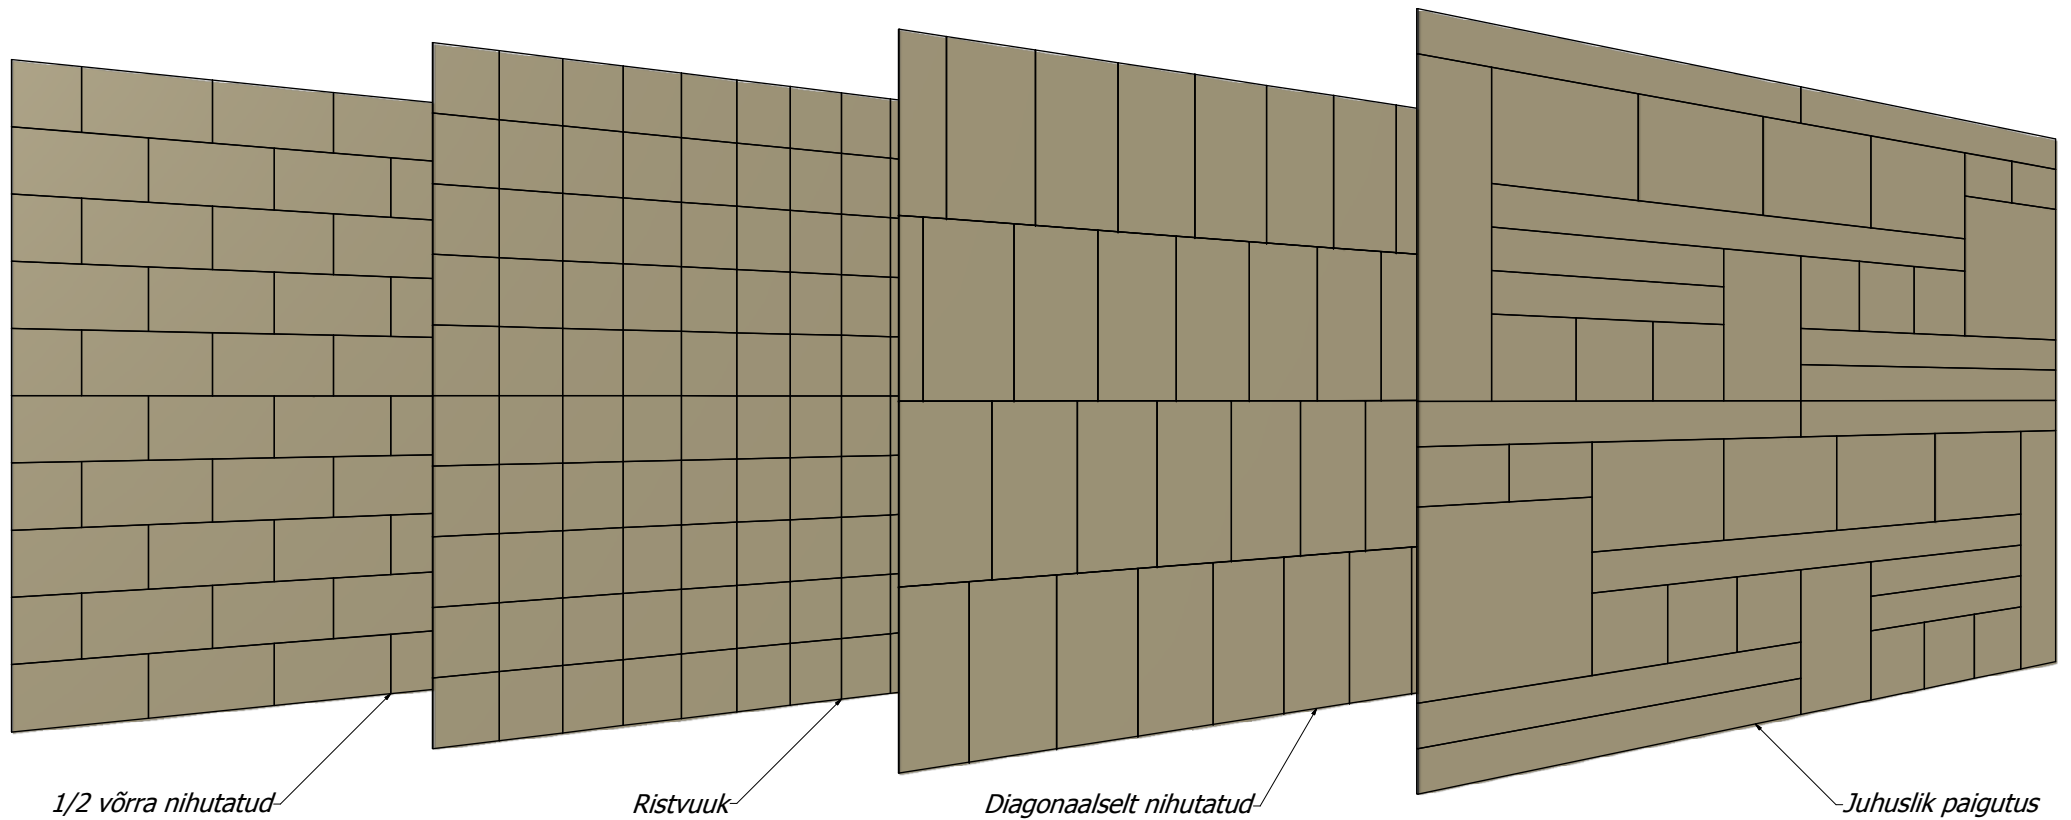 1/2 võrra nihutatud
Ristvuuk
Diagonaalselt nihutatud
Juhuslik paigutus